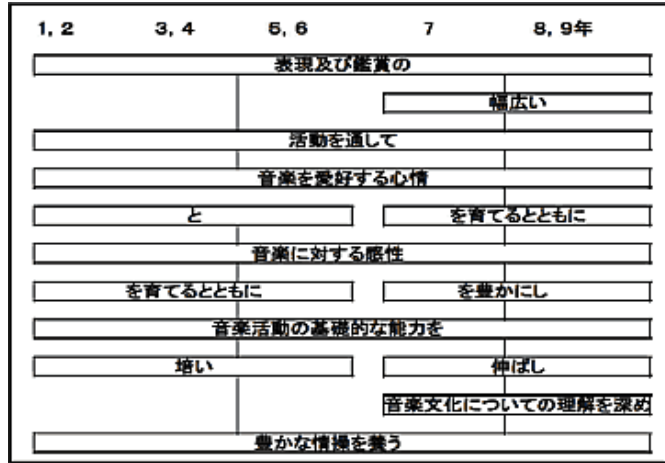 1, 2 3, 4 5, 6 7 8, 9年
表現及び鑑賞の
幅広い
活動を通して
音楽を愛好する心情
と を育てるとともに
音楽に対する感性
を育てるとともに を豊かにし
音楽活動の基礎的な能力を
培い 伸ばし
音楽文化についての理解を深め
豊かな情操を養う